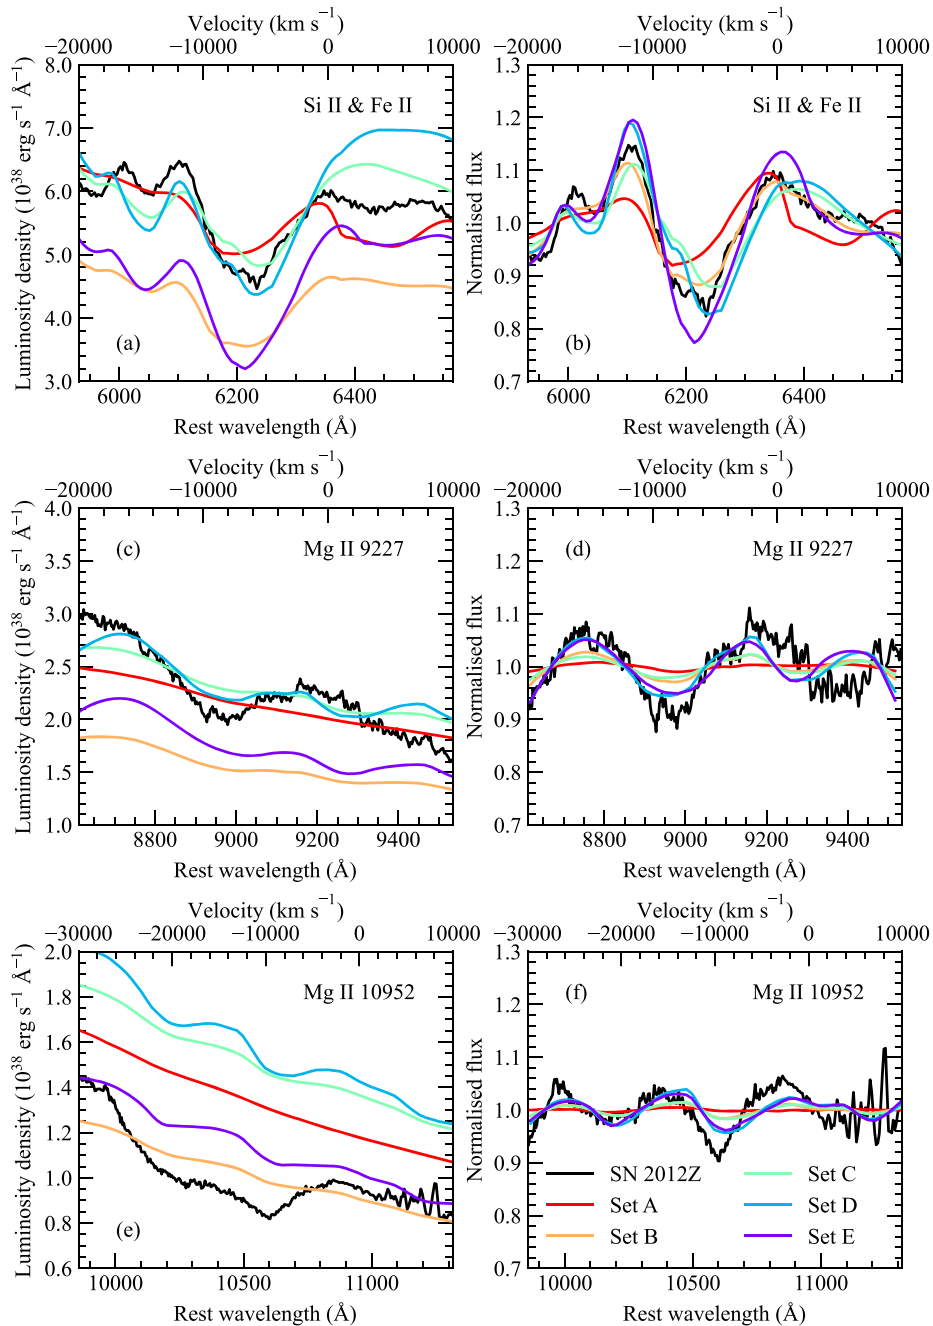 Velocity (km s⁻¹)
−20000 −10000 0 10000
Luminosity density (10³⁸ erg s⁻¹ Å⁻¹)
8.0
7.0
6.0
5.0
4.0
3.0
Si II & Fe II
(a)
6000 6200 6400
Rest wavelength (Å)
Velocity (km s⁻¹)
−20000 −10000 0 10000
Normalised flux
1.3
1.2
1.1
1.0
0.9
0.8
0.7
Si II & Fe II
(b)
6000 6200 6400
Rest wavelength (Å)
Velocity (km s⁻¹)
−20000 −10000 0 10000
Luminosity density (10³⁸ erg s⁻¹ Å⁻¹)
4.0
3.5
3.0
2.5
2.0
1.5
1.0
(c) Mg II 9227
8800 9000 9200 9400
Rest wavelength (Å)
Velocity (km s⁻¹)
−20000 −10000 0 10000
Normalised flux
1.3
1.2
1.1
1.0
0.9
0.8
0.7
(d) Mg II 9227
8800 9000 9200 9400
Rest wavelength (Å)
Velocity (km s⁻¹)
−30000 −20000 −10000 0 10000
Luminosity density (10³⁸ erg s⁻¹ Å⁻¹)
2.0
1.8
1.6
1.4
1.2
1.0
0.8
0.6
Mg II 10952
(e)
10000 10500 11000
Rest wavelength (Å)
Velocity (km s⁻¹)
−30000 −20000 −10000 0 10000
Normalised flux
1.3
1.2
1.1
1.0
0.9
0.8
0.7
(f) Mg II 10952
SN 2012Z
Set A
Set B
Set C
Set D
Set E
10000 10500 11000
Rest wavelength (Å)